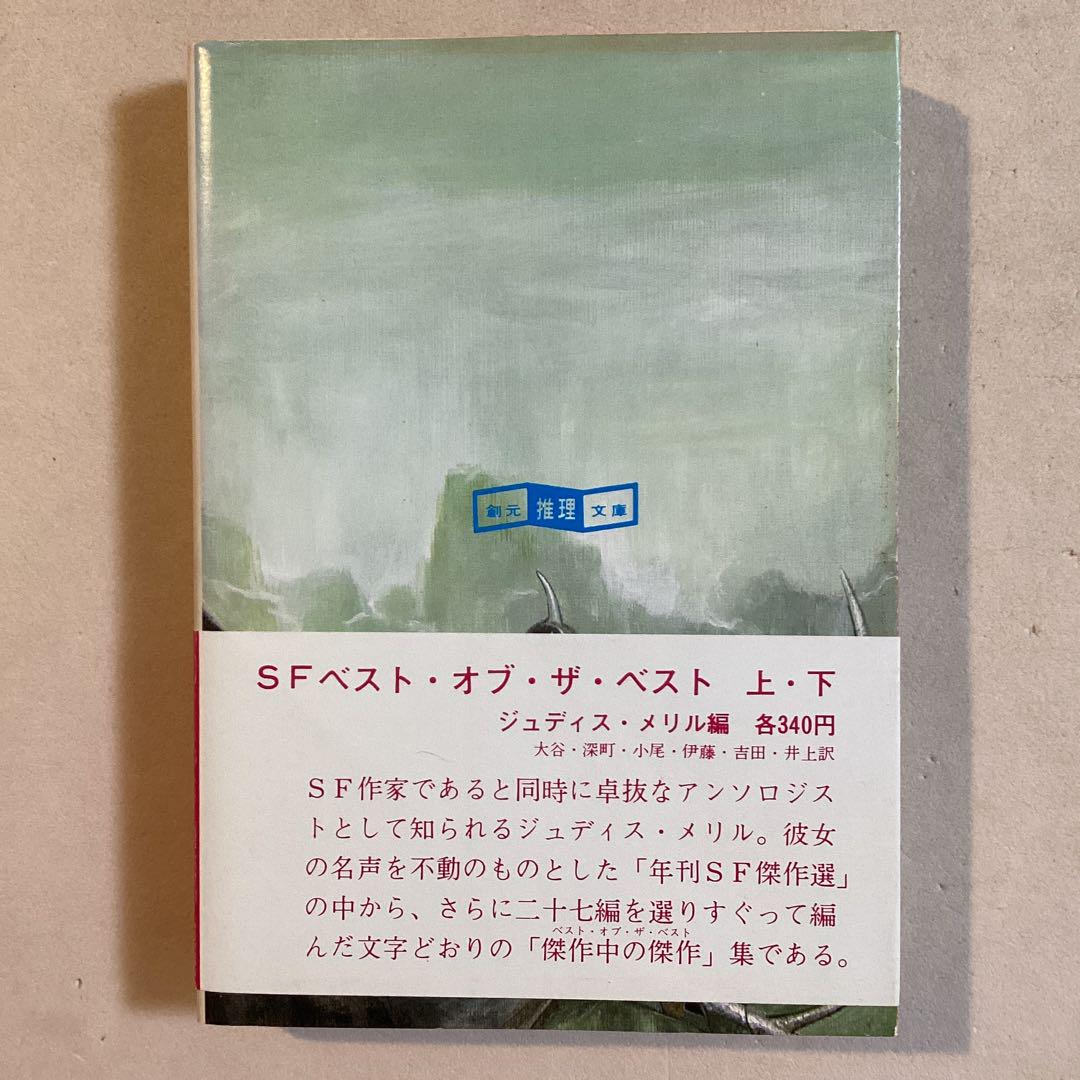 創元 推理 文庫
SFベスト・オブ・ザ・ベスト 上・下
ジュディス・メリル編 各340円
大谷・深町・小尾・伊藤・吉田・井上訳
SF作家であると同時に卓抜なアンソロジス
トとして知られるジュディス・メリル。彼女
の名声を不動のものとした「年刊SF傑作選」
の中から、さらに二十七編を選りすぐって編
ベスト・オブ・ザ・ベスト
んだ文字どおりの「傑作中の傑作」集である。